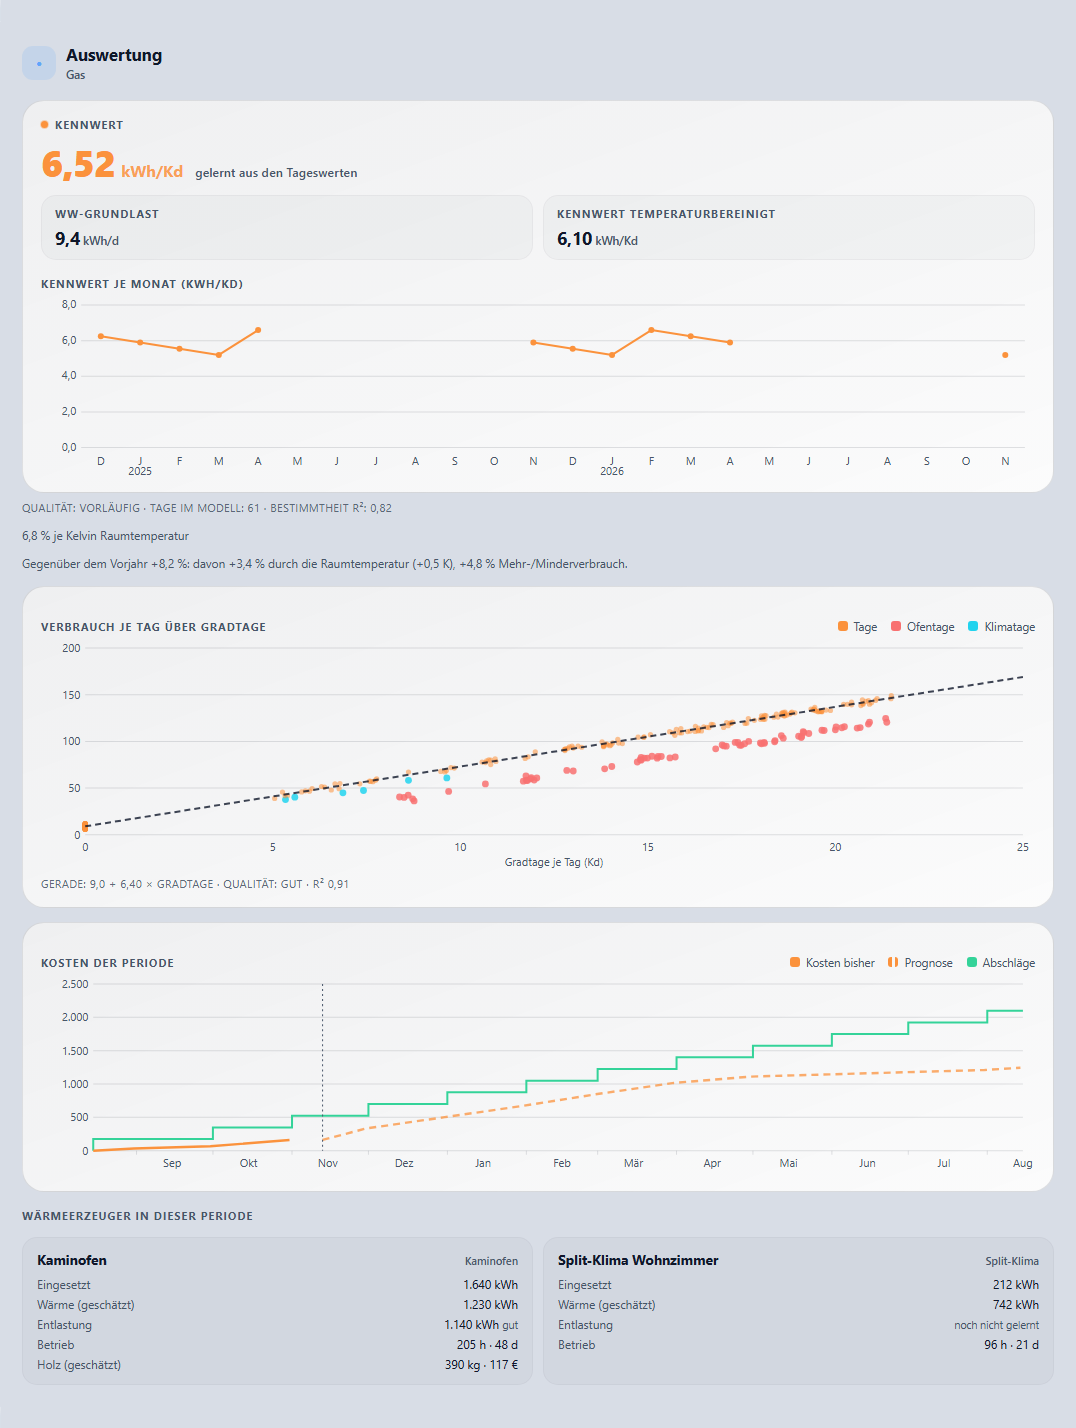 Auswertung
Gas
KENNWERT
6,52 kWh/Kd gelernt aus den Tageswerten
WW-GRUNDLAST
9,4 kWh/d
KENNWERT TEMPERATURBEREINIGT
6,10 kWh/Kd
KENNWERT JE MONAT (KWH/KD)
8,0
6,0
4,0
2,0
0,0
D J F M A M J J A S O N D J F M A M J J A S O N
2025 2026
QUALITÄT: VORLÄUFIG · TAGE IM MODELL: 61 · BESTIMMTHEIT R²: 0,82
6,8 % je Kelvin Raumtemperatur
Gegenüber dem Vorjahr +8,2 %: davon +3,4 % durch die Raumtemperatur (+0,5 K), +4,8 % Mehr-/Minderverbrauch.
VERBRAUCH JE TAG ÜBER GRADTAGE
Tage Ofentage Klimatage
200
150
100
50
0
0 5 10 15 20 25
Gradtage je Tag (Kd)
GERADE: 9,0 + 6,40 × GRADTAGE · QUALITÄT: GUT · R² 0,91
KOSTEN DER PERIODE
Kosten bisher Prognose Abschläge
2.500
2.000
1.500
1.000
500
0
Sep Okt Nov Dez Jan Feb Mär Apr Mai Jun Jul Aug
WÄRMEERZEUGER IN DIESER PERIODE
Kaminofen Kaminofen
Eingesetzt 1.640 kWh
Wärme (geschätzt) 1.230 kWh
Entlastung 1.140 kWh gut
Betrieb 205 h · 48 d
Holz (geschätzt) 390 kg · 117 €
Split-Klima Wohnzimmer Split-Klima
Eingesetzt 212 kWh
Wärme (geschätzt) 742 kWh
Entlastung noch nicht gelernt
Betrieb 96 h · 21 d